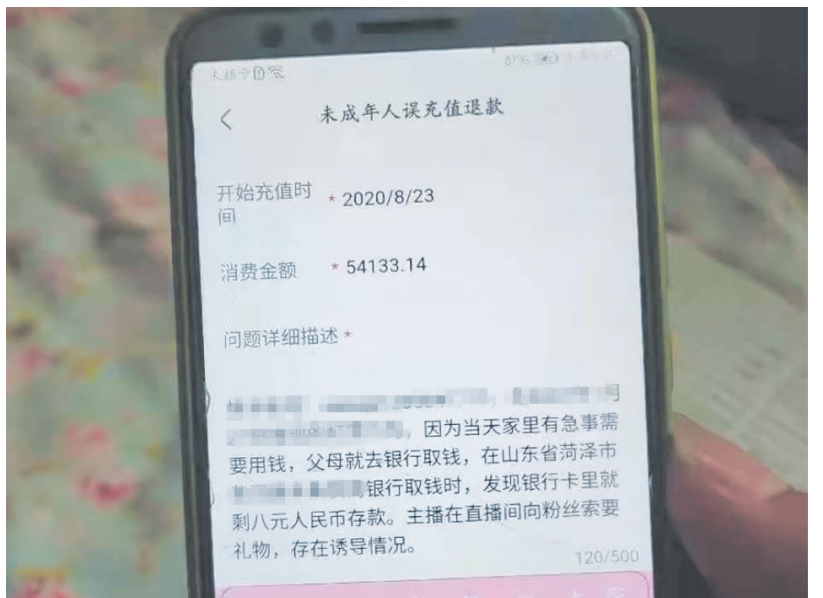 87%
未成年人误充值退款
开始充值时
间
* 2020/8/23
消费金额
* 54133.14
问题详细描述 *
月
,因为当天家里有急事需
要用钱,父母就去银行取钱,在山东省菏泽市
银行取钱时,发现银行卡里就
剩八元人民币存款。主播在直播间向粉丝索要
礼物,存在诱导情况。
120/500